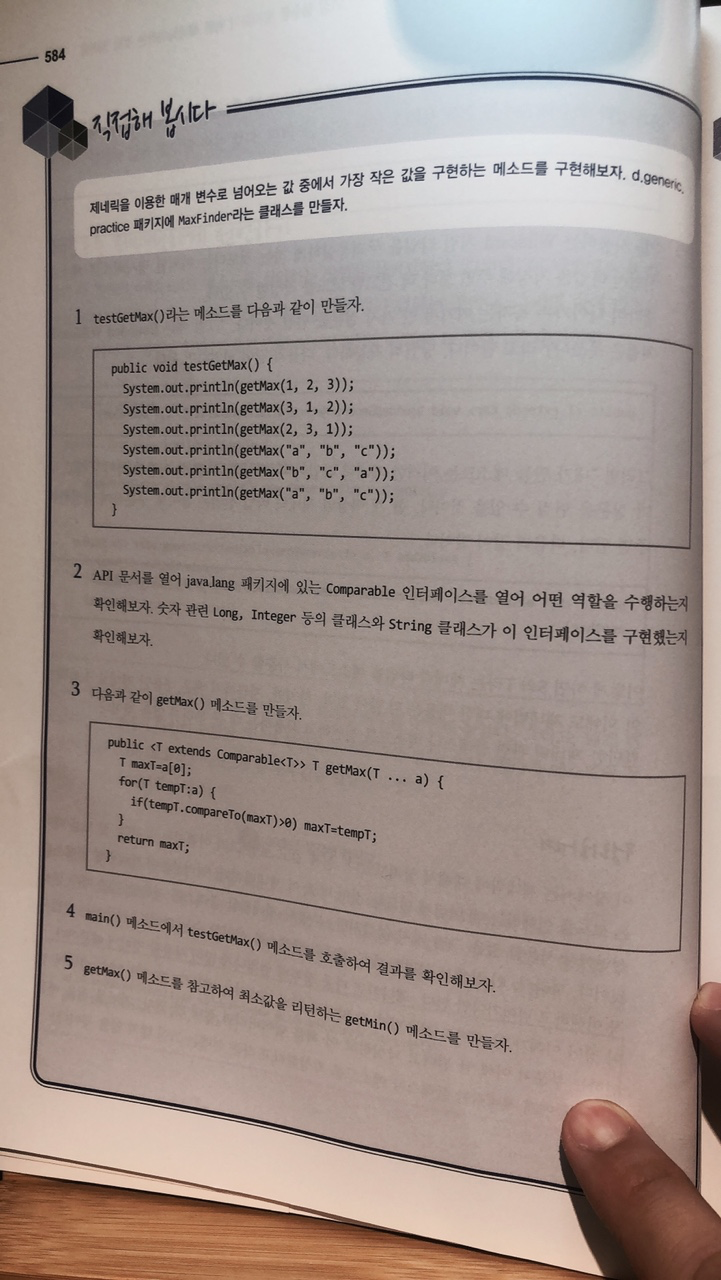 584
직접해 봅시다
제네릭을 이용한 매개 변수로 넘어오는 값 중에서 가장 작은 값을 구현하는 메소드를 구현해보자. d.generic.
practice 패키지에 MaxFinder라는 클래스를 만들자.
1 testGetMax()라는 메소드를 다음과 같이 만들자.
public void testGetMax() {
System.out.println(getMax(1, 2, 3));
System.out.println(getMax(3, 1, 2));
System.out.println(getMax(2, 3, 1));
System.out.println(getMax("a", "b", "c"));
System.out.println(getMax("b", "c", "a"));
System.out.println(getMax("a", "b", "c"));
}
2 API 문서를 열어 java.lang 패키지에 있는 Comparable 인터페이스를 열어 어떤 역할을 수행하는지
확인해보자. 숫자 관련 Long, Integer 등의 클래스와 String 클래스가 이 인터페이스를 구현했는지
확인해보자.
3 다음과 같이 getMax() 메소드를 만들자.
public <T extends Comparable<T>> T getMax(T ... a) {
T maxT=a[0];
for(T tempT:a) {
if(tempT.compareTo(maxT)>0) maxT=tempT;
}
return maxT;
}
4 main() 메소드에서 testGetMax() 메소드를 호출하여 결과를 확인해보자.
5 getMax() 메소드를 참고하여 최소값을 리턴하는 getMin() 메소드를 만들자.